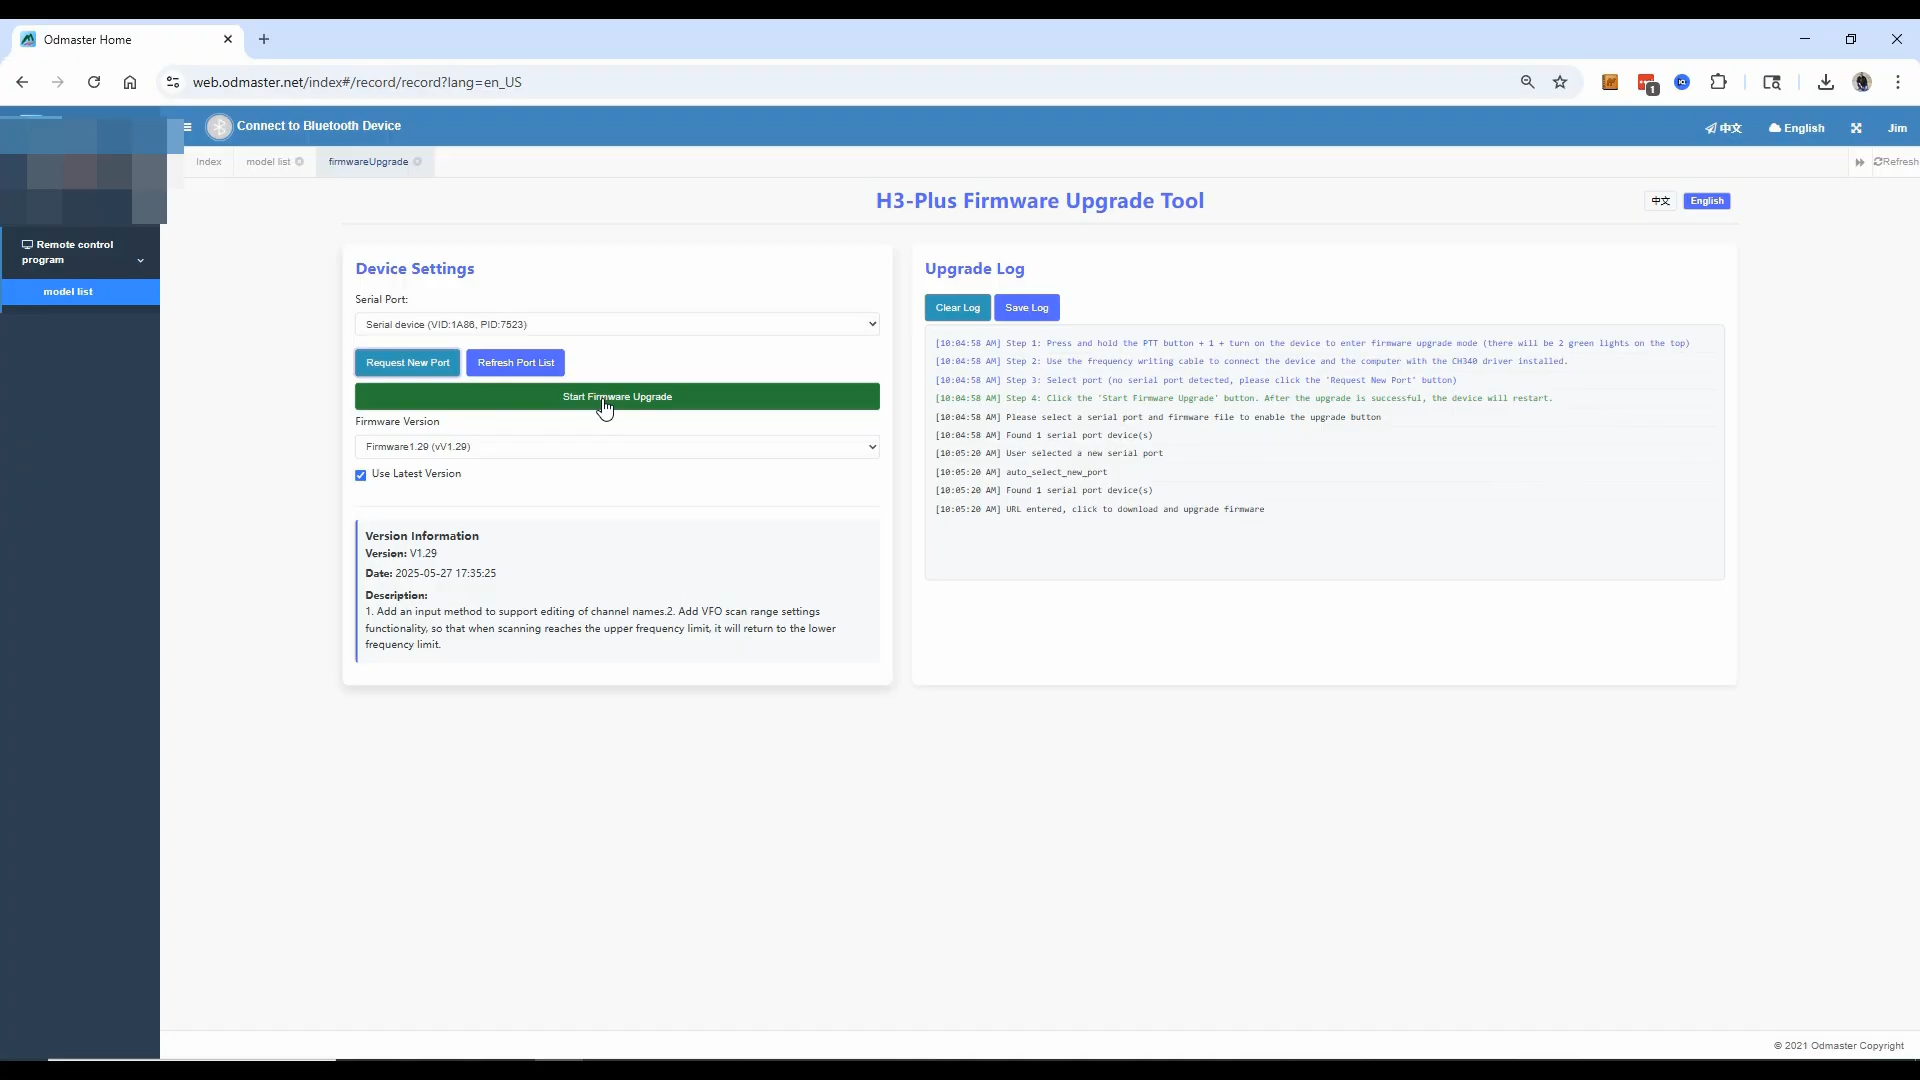 Odmaster Home
web.odmaster.net/index#/record/record?lang=en_US
1
Connect to Bluetooth Device
中文
English
Jim
Index
model list
firmwareUpgrade
Refresh
Remote control
program
model list
H3-Plus Firmware Upgrade Tool
中文
English
Device Settings
Serial Port:
Serial device (VID:1A86, PID:7523)
Request New Port
Refresh Port List
Start Firmware Upgrade
Firmware Version
Firmware1.29 (vV1.29)
Use Latest Version
Version Information
Version: V1.29
Date: 2025-05-27 17:35:25
Description:
1. Add an input method to support editing of channel names.2. Add VFO scan range settings
functionality, so that when scanning reaches the upper frequency limit, it will return to the lower
frequency limit.
Upgrade Log
Clear Log
Save Log
[10:04:58 AM] Step 1: Press and hold the PTT button + 1 + turn on the device to enter firmware upgrade mode (there will be 2 green lights on the top)
[10:04:58 AM] Step 2: Use the frequency writing cable to connect the device and the computer with the CH340 driver installed.
[10:04:58 AM] Step 3: Select port (no serial port detected, please click the 'Request New Port' button)
[10:04:58 AM] Step 4: Click the 'Start Firmware Upgrade' button. After the upgrade is successful, the device will restart.
[10:04:58 AM] Please select a serial port and firmware file to enable the upgrade button
[10:04:58 AM] Found 1 serial port device(s)
[10:05:20 AM] User selected a new serial port
[10:05:20 AM] auto_select_new_port
[10:05:20 AM] Found 1 serial port device(s)
[10:05:20 AM] URL entered, click to download and upgrade firmware
© 2021 Odmaster Copyright